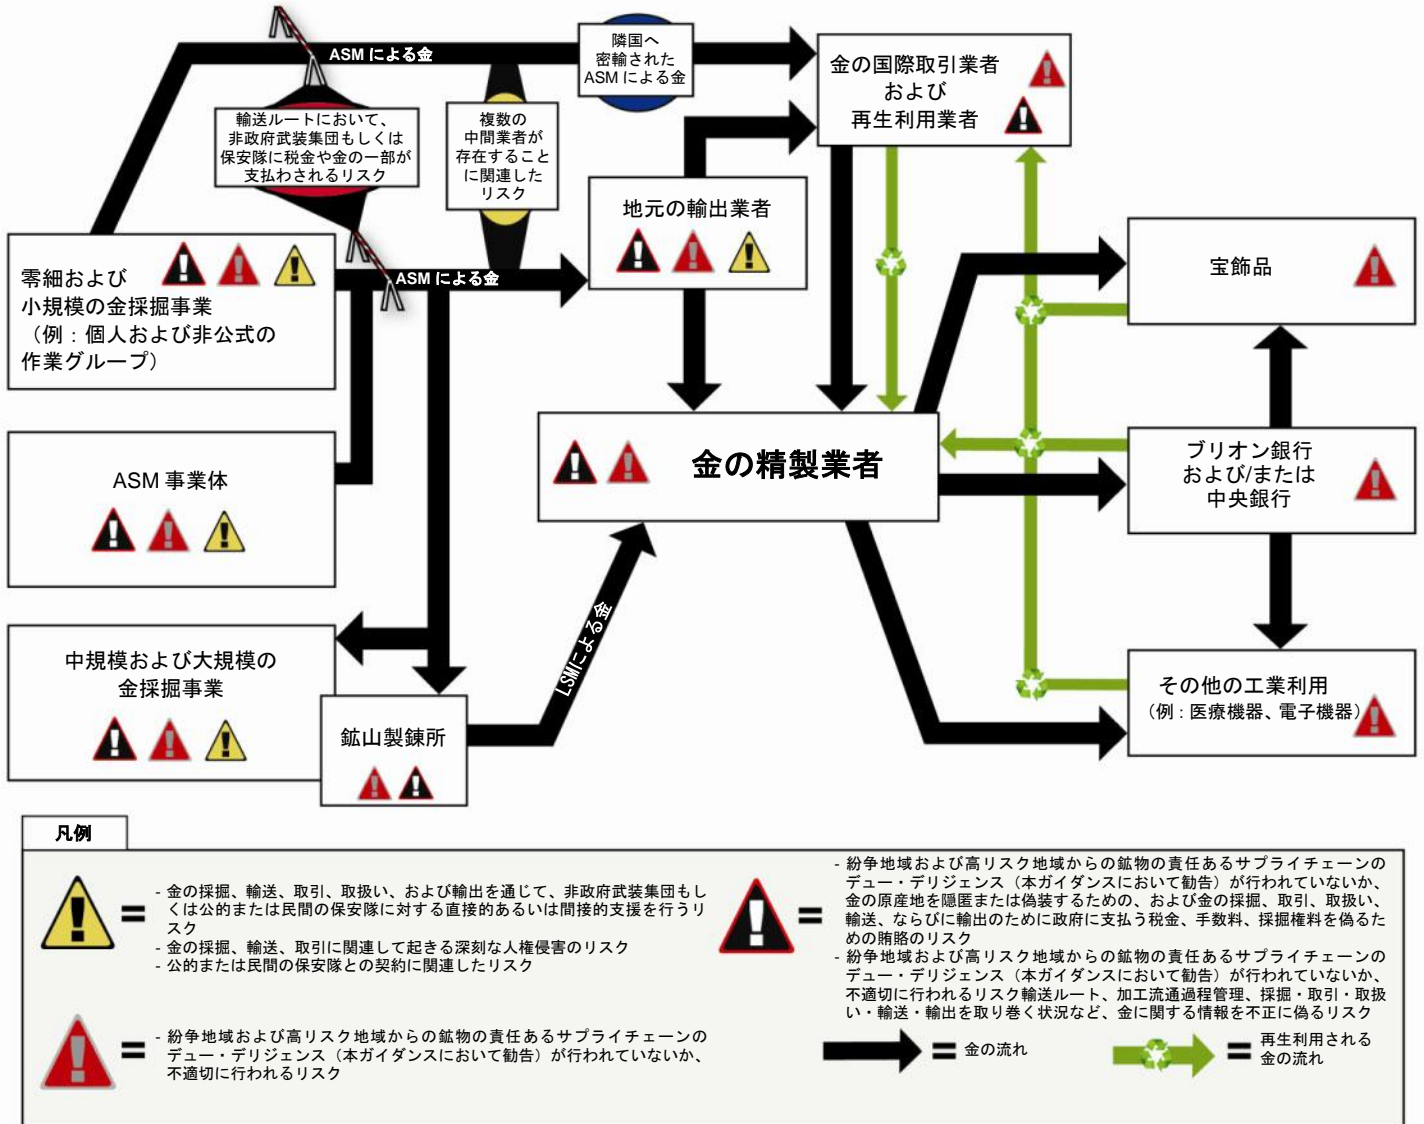 ASM による金
隣国へ
密輸された
ASM による金
金の国際取引業者
および
再生利用業者
輸送ルートにおいて、
非政府武装集団もしくは
保安隊に税金や金の一部が
支払わされるリスク
複数の
中間業者が
存在すること
に関連した
リスク
地元の輸出業者
零細および
小規模の金採掘事業
（例：個人および非公式の
作業グループ）
ASM による金
宝飾品
ASM 事業体
金の精製業者
ブリオン銀行
および/または
中央銀行
中規模および大規模の
金採掘事業
鉱山製錬所
LSMによる金
その他の工業利用
（例：医療機器、電子機器）
凡例
=
- 金の採掘、輸送、取引、取扱い、および輸出を通じて、非政府武装集団もし
くは公的または民間の保安隊に対する直接的あるいは間接的支援を行うリ
スク
- 金の採掘、輸送、取引に関連して起きる深刻な人権侵害のリスク
- 公的または民間の保安隊との契約に関連したリスク
=
- 紛争地域および高リスク地域からの鉱物の責任あるサプライチェーンの
デュー・デリジェンス（本ガイダンスにおいて勧告）が行われていないか、
不適切に行われるリスク
=
- 紛争地域および高リスク地域からの鉱物の責任あるサプライチェーンの
デュー・デリジェンス（本ガイダンスにおいて勧告）が行われていないか、
金の原産地を隠匿または偽装するための、および金の採掘、取引、取扱い、
輸送、ならびに輸出のために政府に支払う税金、手数料、採掘権料を偽るた
めの賄賂のリスク
- 紛争地域および高リスク地域からの鉱物の責任あるサプライチェーンの
デュー・デリジェンス（本ガイダンスにおいて勧告）が行われていないか、
不適切に行われるリスク輸送ルート、加工流通過程管理、採掘・取引・取扱
い・輸送・輸出を取り巻く状況など、金に関する情報を不正に偽るリスク
= 金の流れ
= 再生利用される
金の流れ